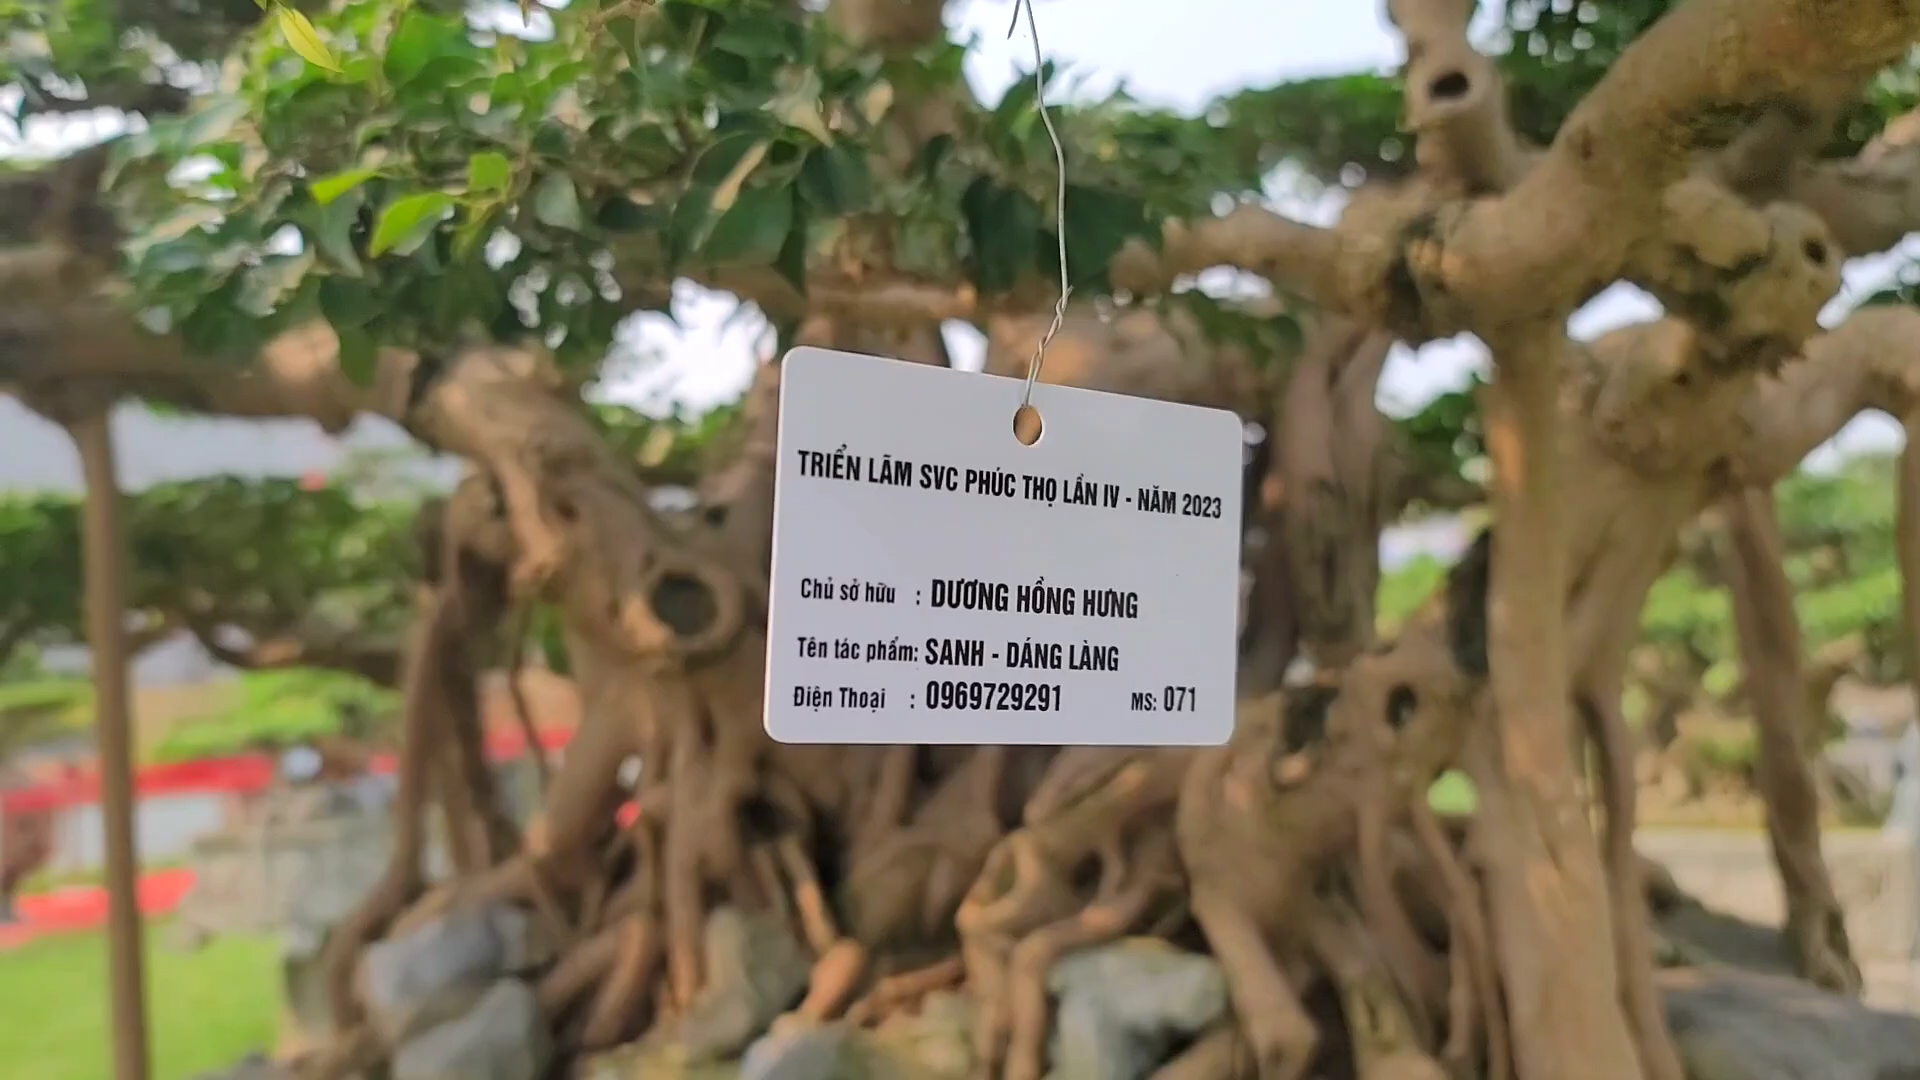 TRIỂN LÃM SVC PHÚC THỌ LẦN IV - NĂM 2023
Chủ sở hữu : DƯƠNG HỒNG HƯNG
Tên tác phẩm: SANH - DÁNG LÀNG
Điện Thoại : 0969729291 MS: 071